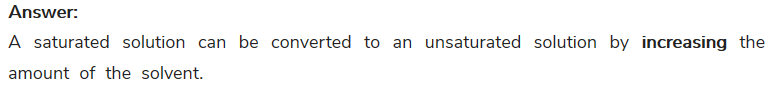 Answer:
A saturated solution can be converted to an unsaturated solution by increasing the
amount of the solvent.